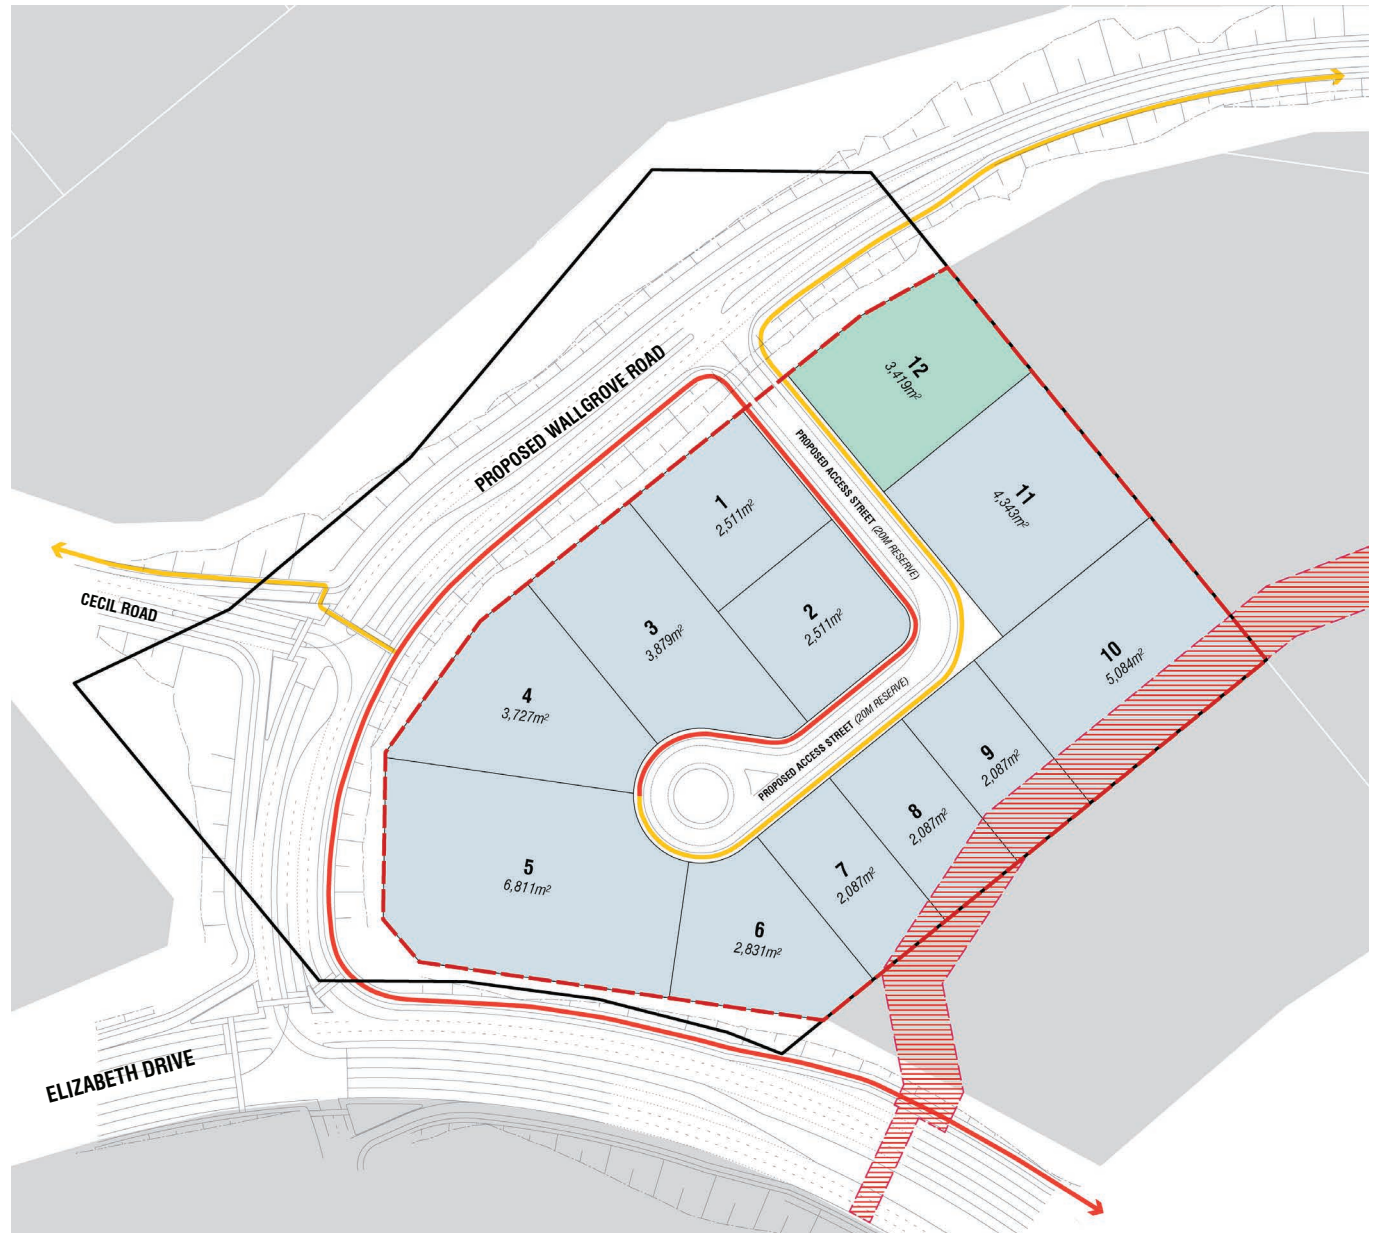 12
3,419m²
PROPOSED WALLGROVE ROAD
11
4,343m²
PROPOSED ACCESS STREET (20M RESERVE)
1
2,511m²
2
2,511m²
3
3,879m²
CECIL ROAD
10
5,084m²
4
3,727m²
PROPOSED ACCESS STREET (20M RESERVE)
9
2,087m²
8
2,087m²
7
2,087m²
5
6,811m²
6
2,831m²
ELIZABETH DRIVE